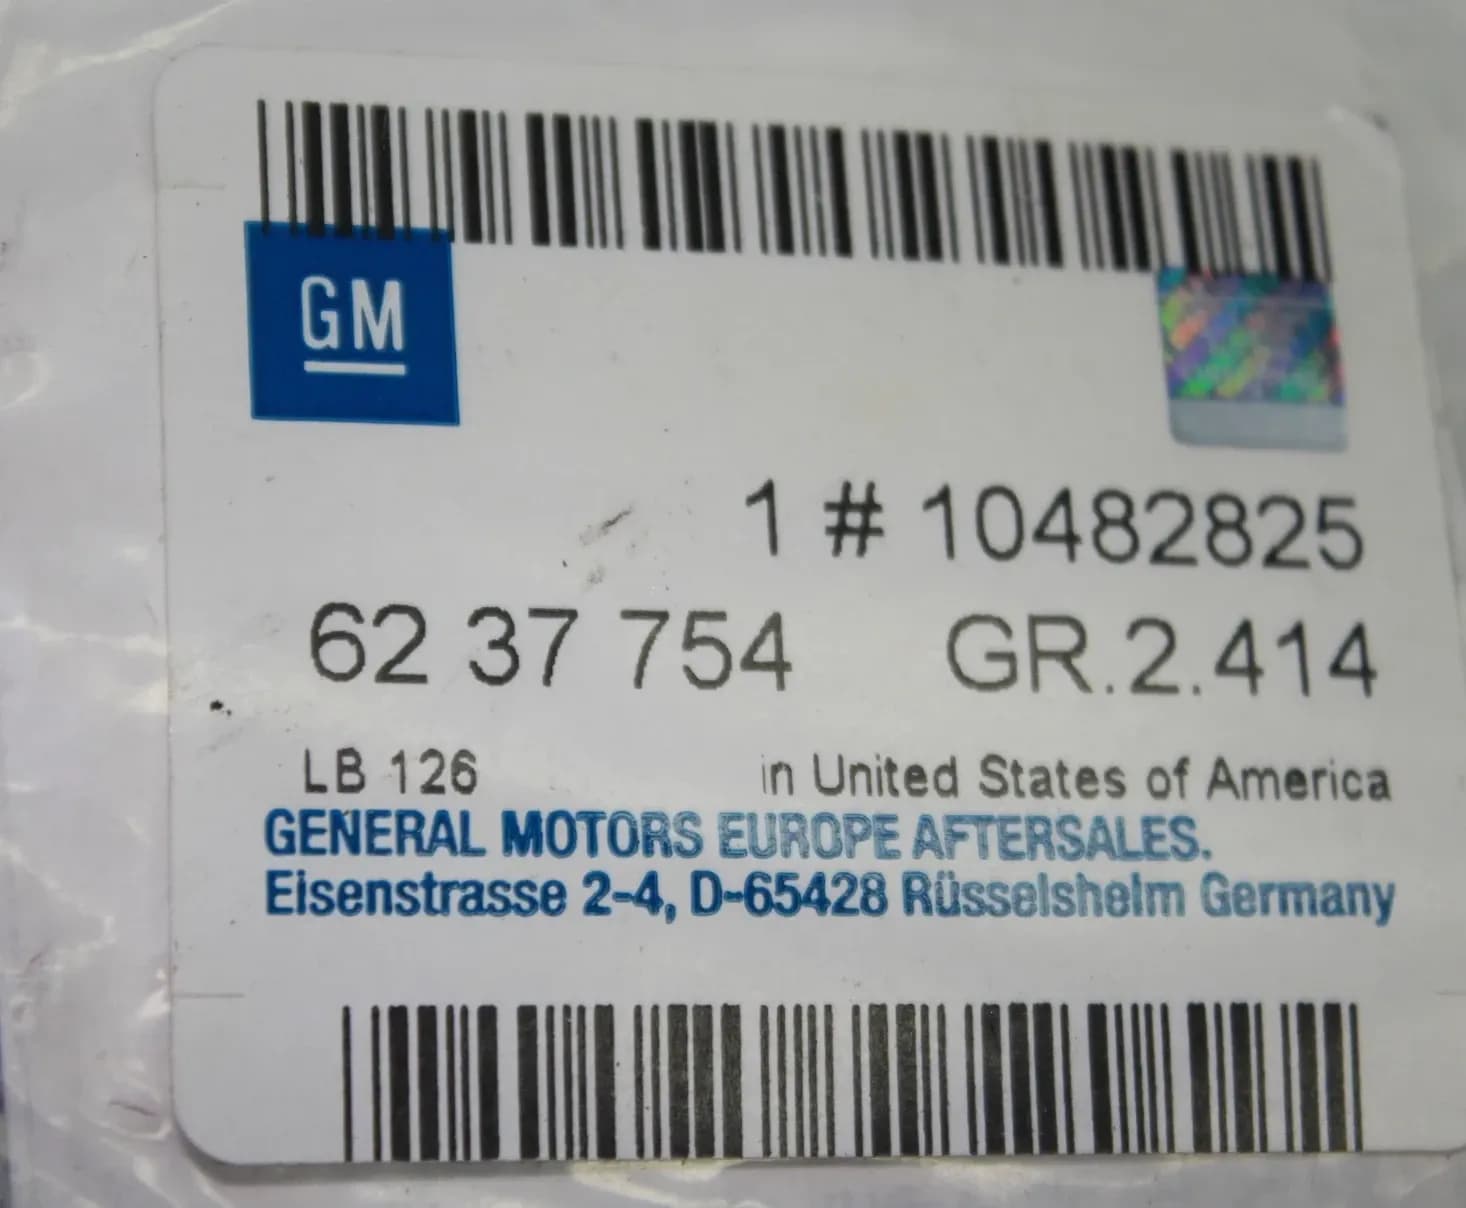 GM
1 # 10482825
62 37 754 GR.2.414
LB 126 in United States of America
GENERAL MOTORS EUROPE AFTERSALES.
Eisenstrasse 2-4, D-65428 Rüsselsheim Germany